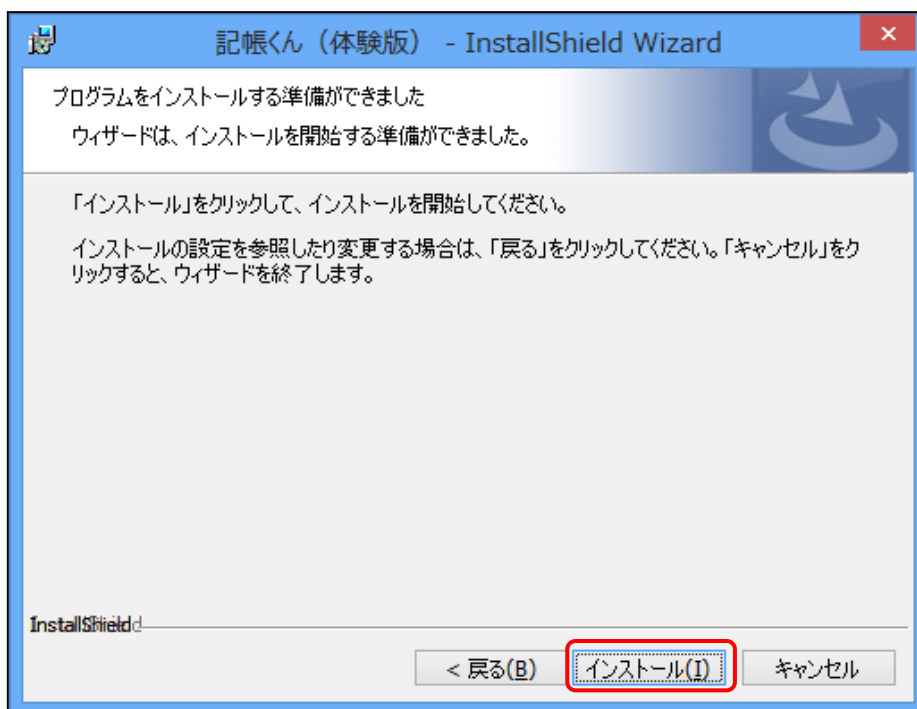 記帳くん（体験版） - InstallShield Wizard
プログラムをインストールする準備ができました
ウィザードは、インストールを開始する準備ができました。
「インストール」をクリックして、インストールを開始してください。
インストールの設定を参照したり変更する場合は、「戻る」をクリックしてください。「キャンセル」をク
リックすると、ウィザードを終了します。
InstallShield
< 戻る(B) インストール(I) キャンセル